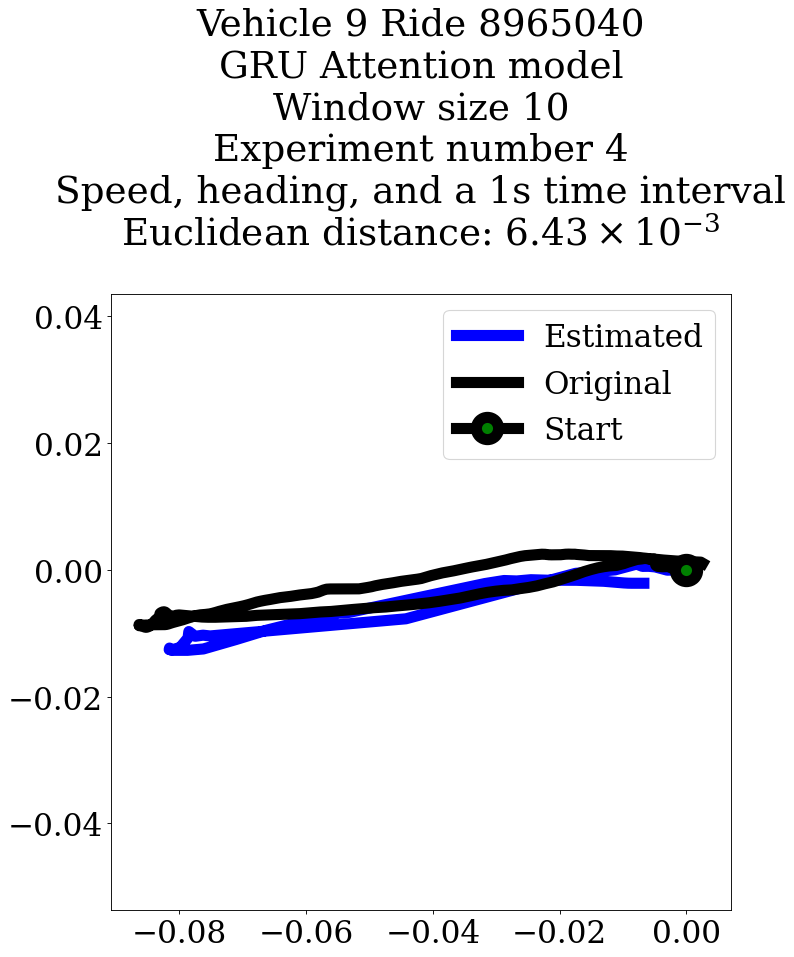 Vehicle 9 Ride 8965040
GRU Attention model
Window size 10
Experiment number 4
Speed, heading, and a 1s time interval
Euclidean distance: 6.43 × 10⁻³
Estimated
Original
Start
0.04
0.02
0.00
−0.02
−0.04
−0.08
−0.06
−0.04
−0.02
0.00